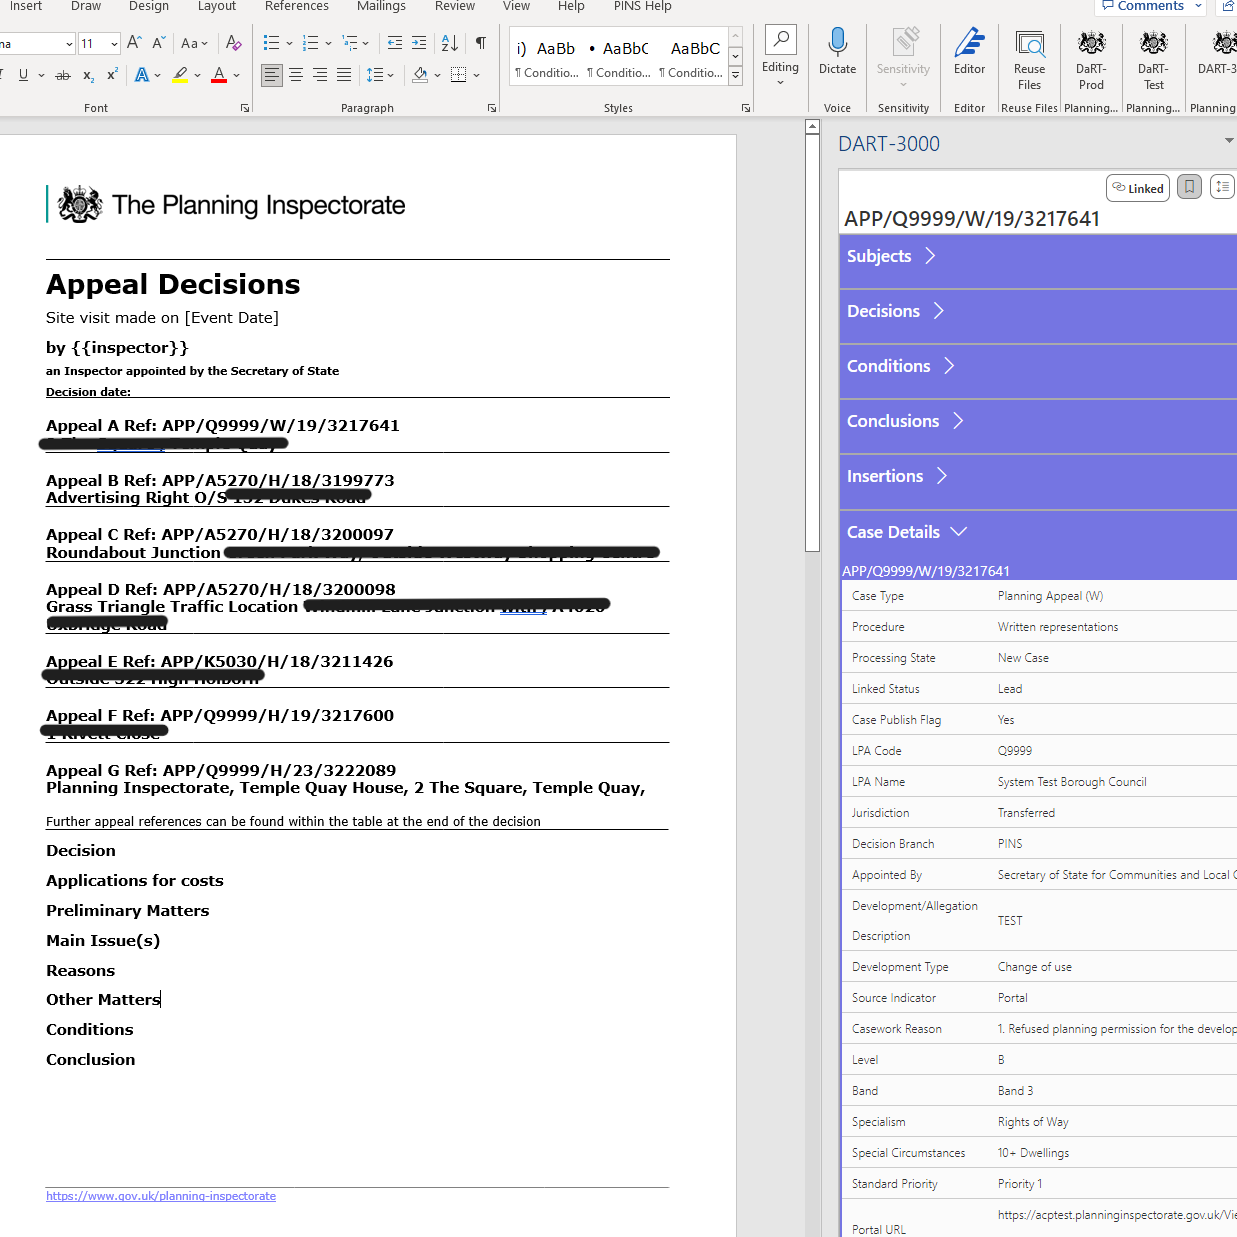 Insert Draw Design Layout References Mailings Review View Help PINS Help Comments
11 A A Aa A
U ab x2 x2 A A
i) AaBb • AaBbC AaBbC
¶ Conditio... ¶ Conditio... ¶ Conditio...
Editing
Dictate
Sensitivity
Editor
Reuse Files
DaRT-Prod
DaRT-Test
DART-3
Font Paragraph Styles Voice Sensitivity Editor Reuse Files Planning... Planning... Planning
The Planning Inspectorate
Appeal Decisions
Site visit made on [Event Date]
by {{inspector}}
an Inspector appointed by the Secretary of State
Decision date:
Appeal A Ref: APP/Q9999/W/19/3217641
Appeal B Ref: APP/A5270/H/18/3199773
Advertising Right O/S
Appeal C Ref: APP/A5270/H/18/3200097
Roundabout Junction
Appeal D Ref: APP/A5270/H/18/3200098
Grass Triangle Traffic Location
Appeal E Ref: APP/K5030/H/18/3211426
Appeal F Ref: APP/Q9999/H/19/3217600
Appeal G Ref: APP/Q9999/H/23/3222089
Planning Inspectorate, Temple Quay House, 2 The Square, Temple Quay,
Further appeal references can be found within the table at the end of the decision
Decision
Applications for costs
Preliminary Matters
Main Issue(s)
Reasons
Other Matters
Conditions
Conclusion
https://www.gov.uk/planning-inspectorate
DART-3000
Linked
APP/Q9999/W/19/3217641
Subjects
Decisions
Conditions
Conclusions
Insertions
Case Details
APP/Q9999/W/19/3217641
Case Type Planning Appeal (W)
Procedure Written representations
Processing State New Case
Linked Status Lead
Case Publish Flag Yes
LPA Code Q9999
LPA Name System Test Borough Council
Jurisdiction Transferred
Decision Branch PINS
Appointed By Secretary of State for Communities and Local
Development/Allegation Description TEST
Development Type Change of use
Source Indicator Portal
Casework Reason 1. Refused planning permission for the develop
Level B
Band Band 3
Specialism Rights of Way
Special Circumstances 10+ Dwellings
Standard Priority Priority 1
Portal URL https://acptest.planninginspectorate.gov.uk/Vie